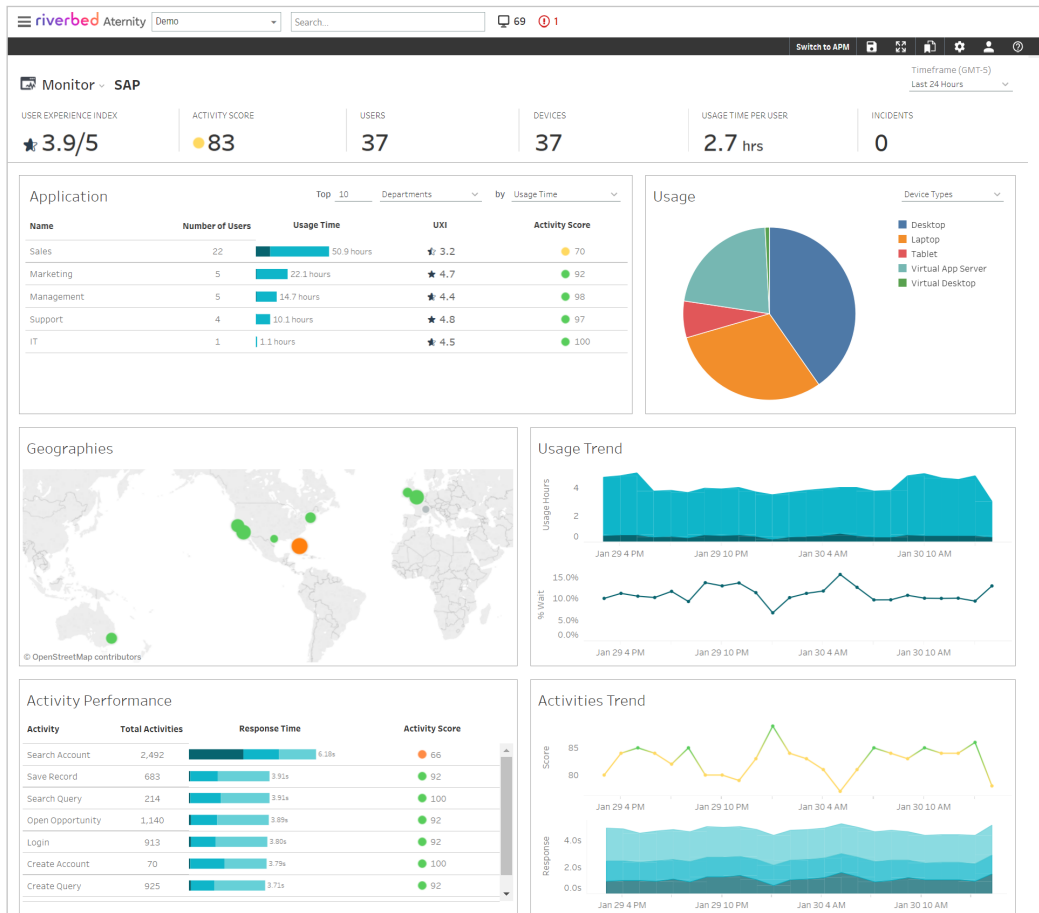 riverbed Aternity Demo Search... 69 1
Switch to APM
Monitor SAP
Timeframe (GMT-5)
Last 24 Hours
USER EXPERIENCE INDEX ACTIVITY SCORE USERS DEVICES USAGE TIME PER USER INCIDENTS
3.9/5 83 37 37 2.7 hrs 0
Application Top 10 Departments by Usage Time
Name Number of Users Usage Time UXI Activity Score
Sales 22 50.9 hours 3.2 70
Marketing 5 22.1 hours 4.7 92
Management 5 14.7 hours 4.4 98
Support 4 10.1 hours 4.8 97
IT 1 1.1 hours 4.5 100
Usage Device Types
Desktop
Laptop
Tablet
Virtual App Server
Virtual Desktop
Geographies
© OpenStreetMap contributors
Usage Trend
Usage Hours
4
2
0
Jan 29 4 PM Jan 29 10 PM Jan 30 4 AM Jan 30 10 AM
% Wait
15.0%
10.0%
5.0%
0.0%
Jan 29 4 PM Jan 29 10 PM Jan 30 4 AM Jan 30 10 AM
Activity Performance
Activity Total Activities Response Time Activity Score
Search Account 2,492 6.18s 66
Save Record 683 3.91s 92
Search Query 214 3.91s 100
Open Opportunity 1,140 3.89s 92
Login 913 3.80s 92
Create Account 70 3.79s 100
Create Query 925 3.71s 92
Activities Trend
Score
85
80
Jan 29 4 PM Jan 29 10 PM Jan 30 4 AM Jan 30 10 AM
Response
4.0s
2.0s
0.0s
Jan 29 4 PM Jan 29 10 PM Jan 30 4 AM Jan 30 10 AM